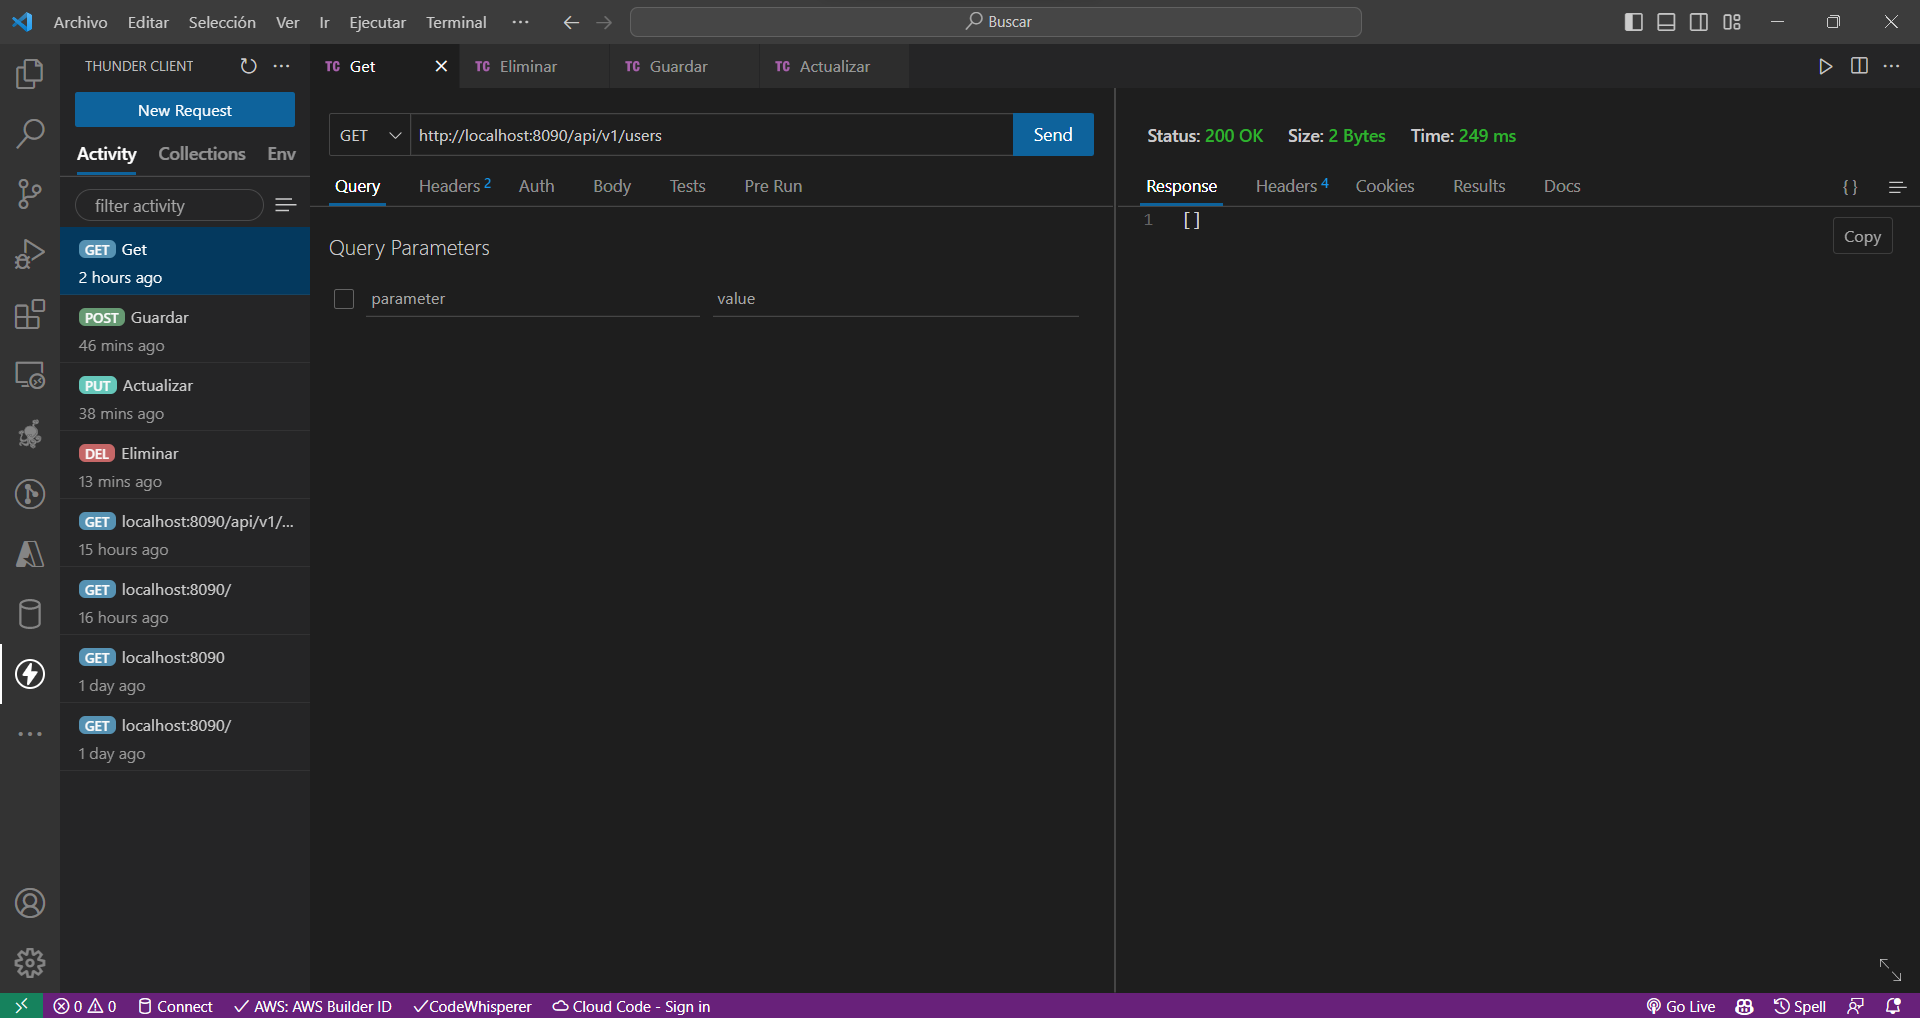 Archivo Editar Selección Ver Ir Ejecutar Terminal ··· Buscar
THUNDER CLIENT ···
New Request
Activity Collections Env
filter activity
GET Get
2 hours ago
POST Guardar
46 mins ago
PUT Actualizar
38 mins ago
DEL Eliminar
13 mins ago
GET localhost:8090/api/v1/...
15 hours ago
GET localhost:8090/
16 hours ago
GET localhost:8090
1 day ago
GET localhost:8090/
1 day ago
TC Get TC Eliminar TC Guardar TC Actualizar
GET http://localhost:8090/api/v1/users Send
Query Headers 2 Auth Body Tests Pre Run
Query Parameters
parameter value
Status: 200 OK Size: 2 Bytes Time: 249 ms
Response Headers 4 Cookies Results Docs {}
1 []
Copy
0 0 Connect AWS: AWS Builder ID CodeWhisperer Cloud Code - Sign in Go Live Spell